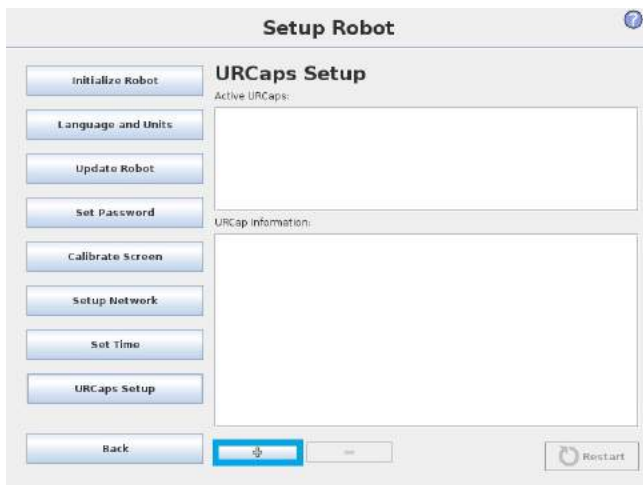 Setup Robot
?
Initialize Robot
Language and Units
Update Robot
Set Password
Calibrate Screen
Setup Network
Set Time
URCaps Setup
Back
URCaps Setup
Active URCaps:
URCap Information:
+
-
Restart